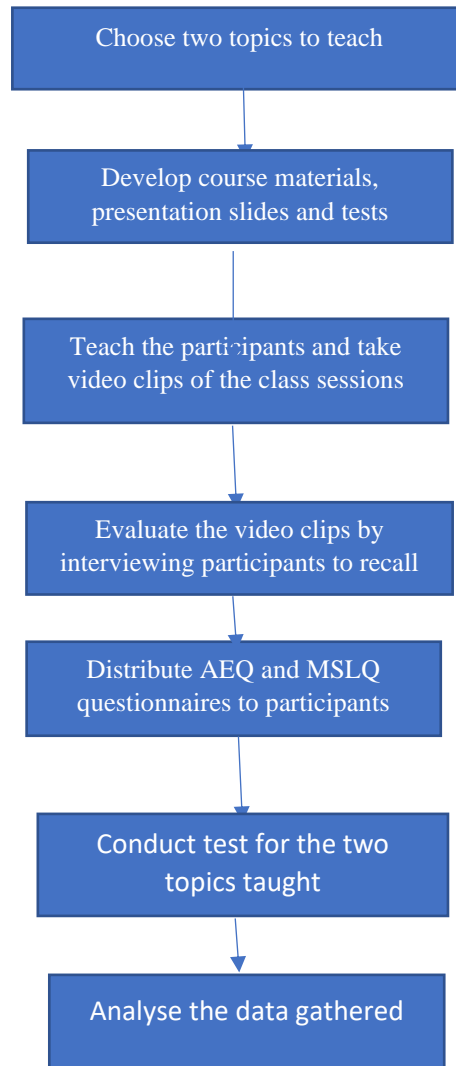 Choose two topics to teach
Develop course materials,
presentation slides and tests
Teach the participants and take
video clips of the class sessions
Evaluate the video clips by
interviewing participants to recall
Distribute AEQ and MSLQ
questionnaires to participants
Conduct test for the two
topics taught
Analyse the data gathered